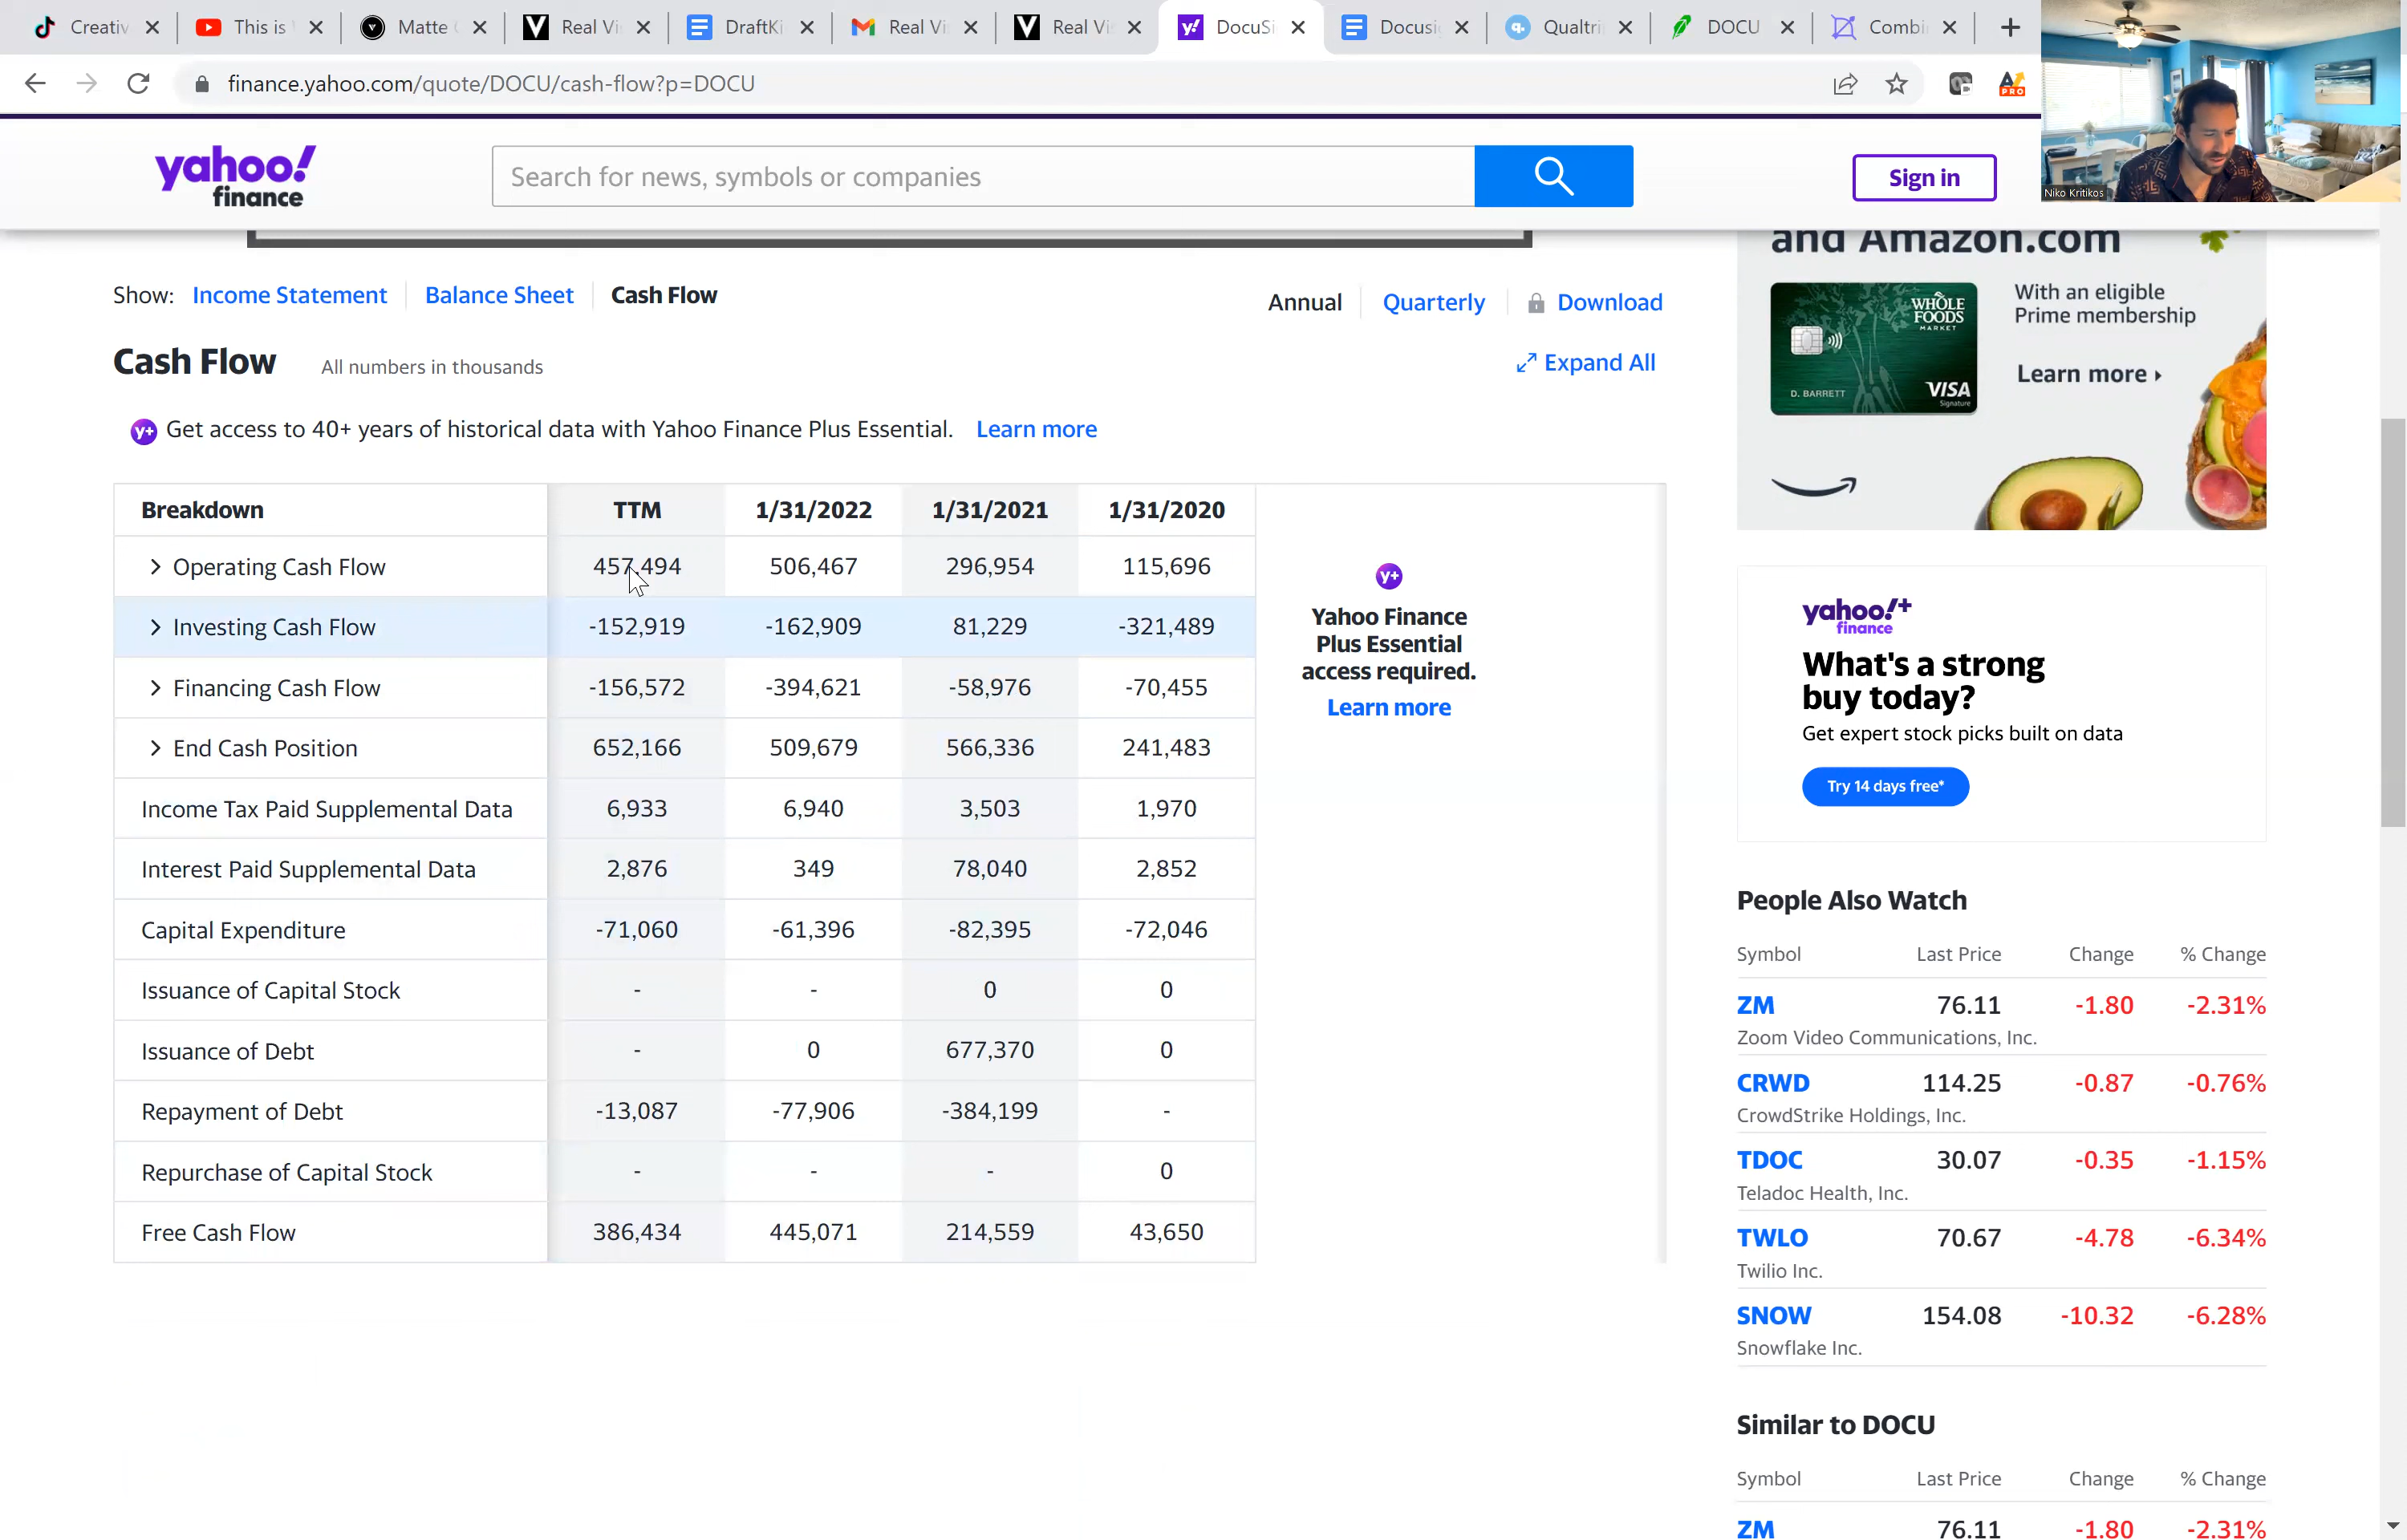 Creativ
This is
Matte
Real Vi
DraftKi
Real Vi
Real Vis
DocuSi
Docusi
Qualtri
DOCU
Combi
finance.yahoo.com/quote/DOCU/cash-flow?p=DOCU
PRO
Niko Kritikos
yahoo!
finance
Search for news, symbols or companies
Sign in
and Amazon.com
With an eligible
Prime membership
Learn more
WHOLE
FOODS
MARKET
D. BARRETT
VISA
Signature
Show: Income Statement Balance Sheet Cash Flow
Annual Quarterly Download
Cash Flow All numbers in thousands
Expand All
y+ Get access to 40+ years of historical data with Yahoo Finance Plus Essential. Learn more
Breakdown TTM 1/31/2022 1/31/2021 1/31/2020
Operating Cash Flow 457,494 506,467 296,954 115,696
Investing Cash Flow -152,919 -162,909 81,229 -321,489
Financing Cash Flow -156,572 -394,621 -58,976 -70,455
End Cash Position 652,166 509,679 566,336 241,483
Income Tax Paid Supplemental Data 6,933 6,940 3,503 1,970
Interest Paid Supplemental Data 2,876 349 78,040 2,852
Capital Expenditure -71,060 -61,396 -82,395 -72,046
Issuance of Capital Stock - - 0 0
Issuance of Debt - 0 677,370 0
Repayment of Debt -13,087 -77,906 -384,199 -
Repurchase of Capital Stock - - - 0
Free Cash Flow 386,434 445,071 214,559 43,650
y+
Yahoo Finance
Plus Essential
access required.
Learn more
yahoo!+
finance
What's a strong
buy today?
Get expert stock picks built on data
Try 14 days free*
People Also Watch
Symbol Last Price Change % Change
ZM 76.11 -1.80 -2.31%
Zoom Video Communications, Inc.
CRWD 114.25 -0.87 -0.76%
CrowdStrike Holdings, Inc.
TDOC 30.07 -0.35 -1.15%
Teladoc Health, Inc.
TWLO 70.67 -4.78 -6.34%
Twilio Inc.
SNOW 154.08 -10.32 -6.28%
Snowflake Inc.
Similar to DOCU
Symbol Last Price Change % Change
ZM 76.11 -1.80 -2.31%